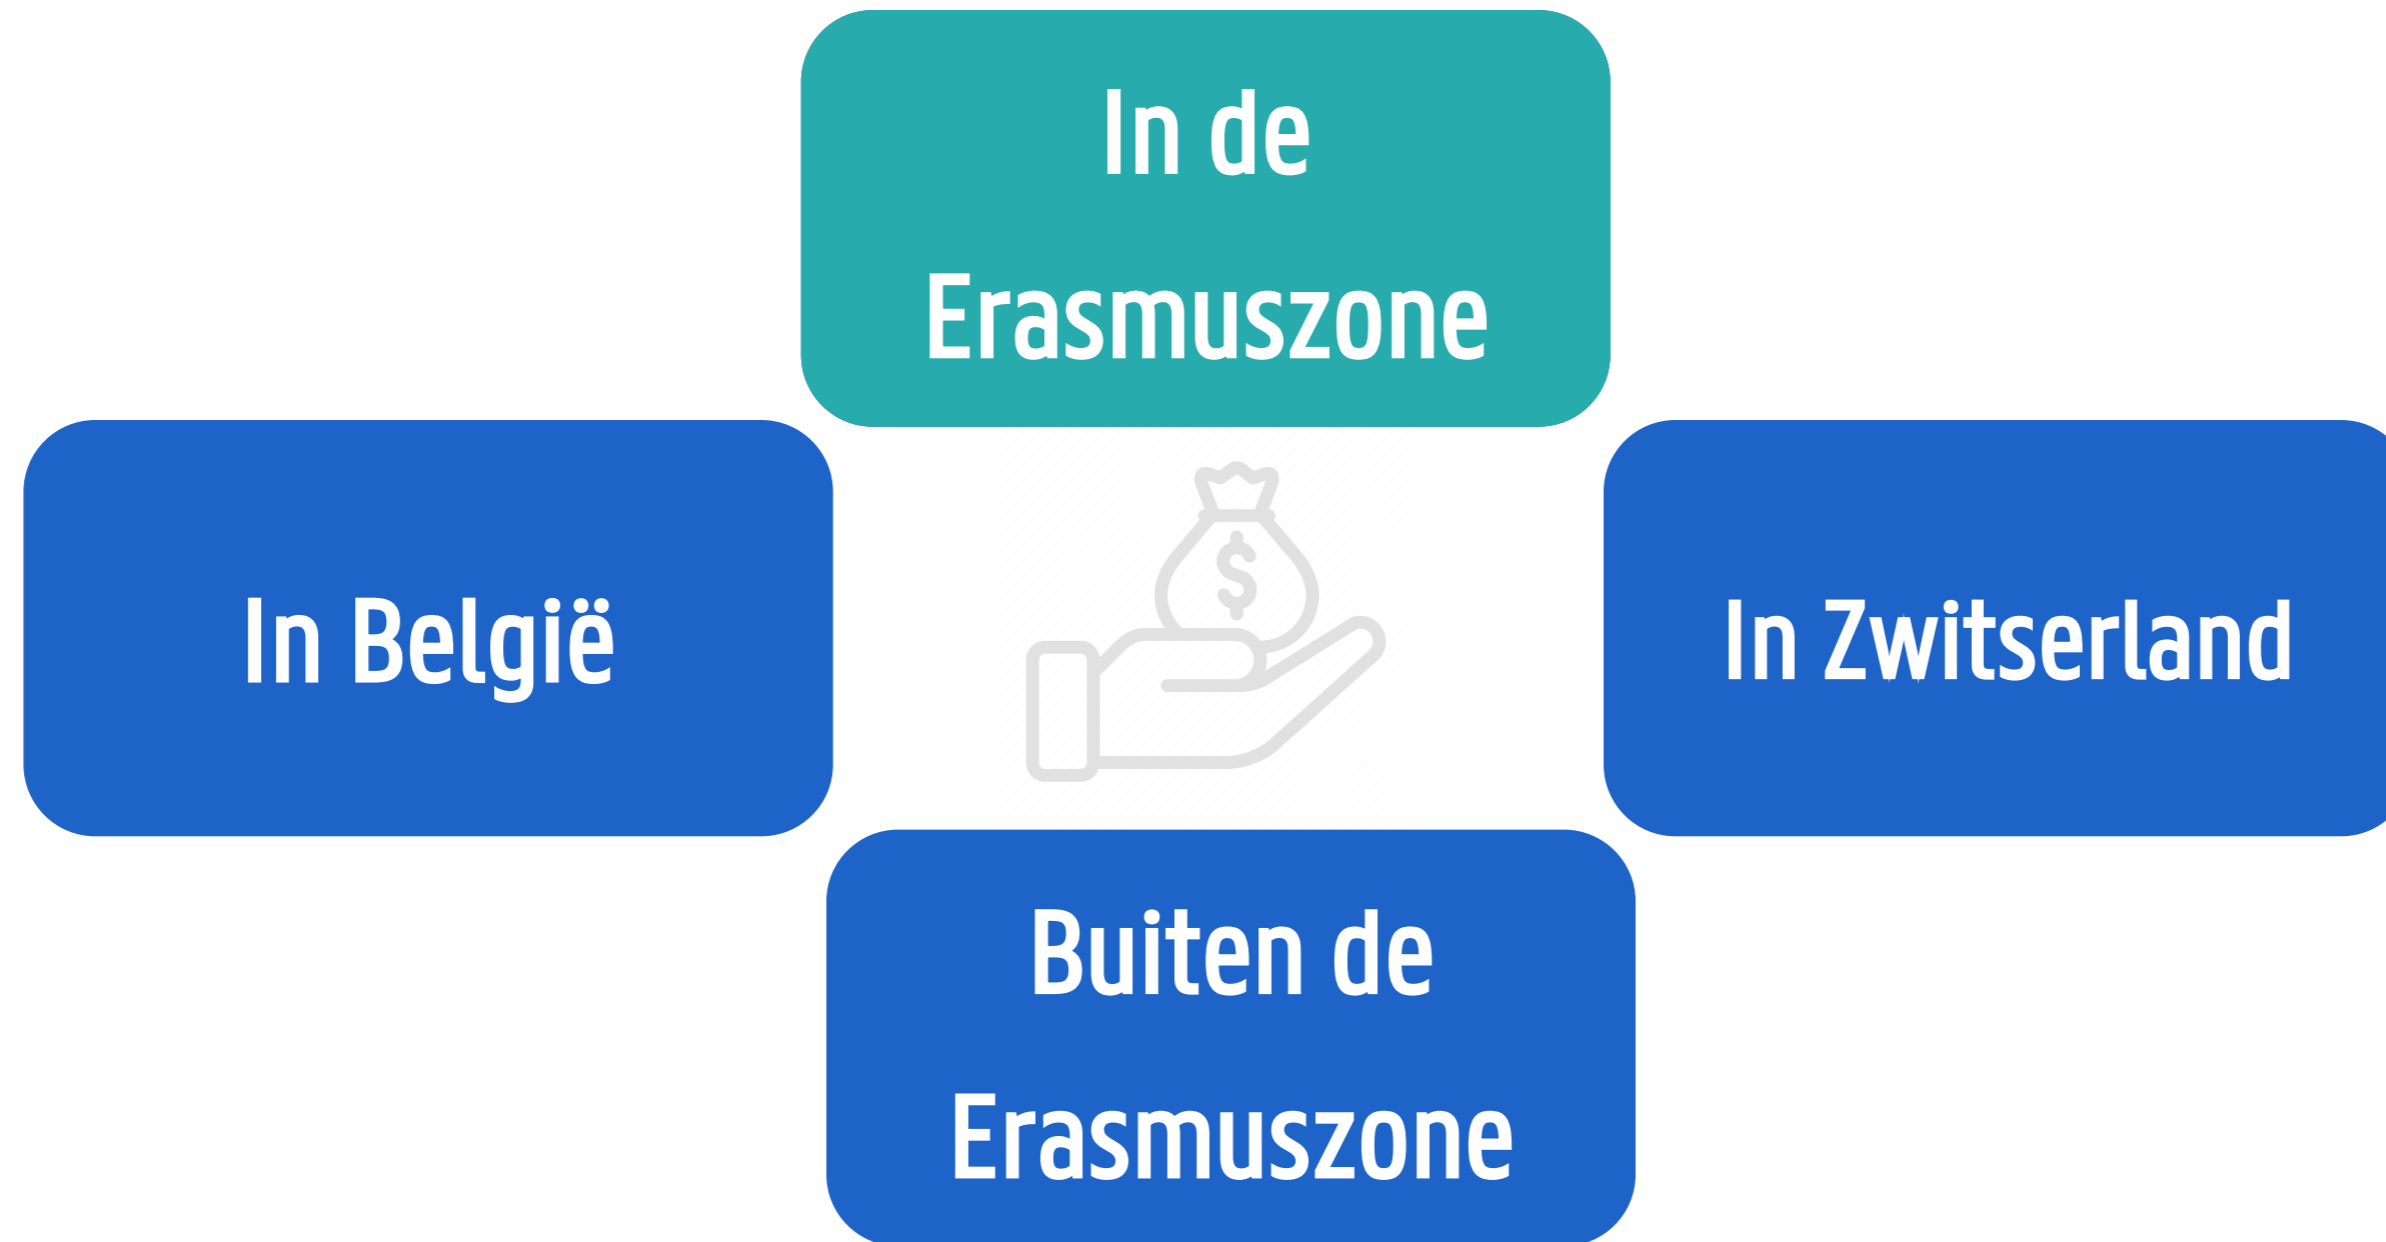 In de
Erasmuszone
In België
$
In Zwitserland
Buiten de
Erasmuszone